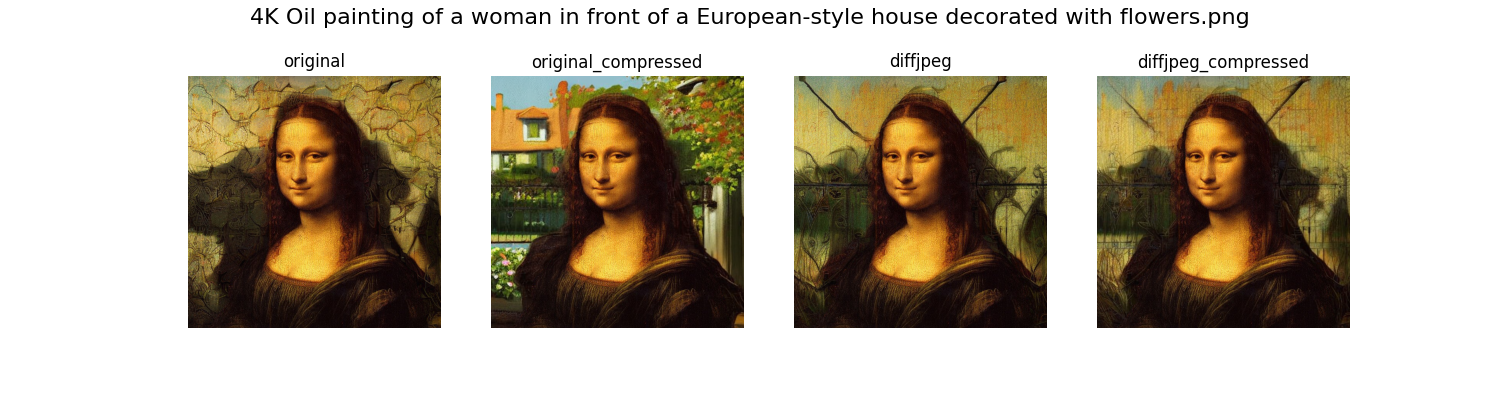 4K Oil painting of a woman in front of a European-style house decorated with flowers.png
original
original_compressed
diffjpeg
diffjpeg_compressed